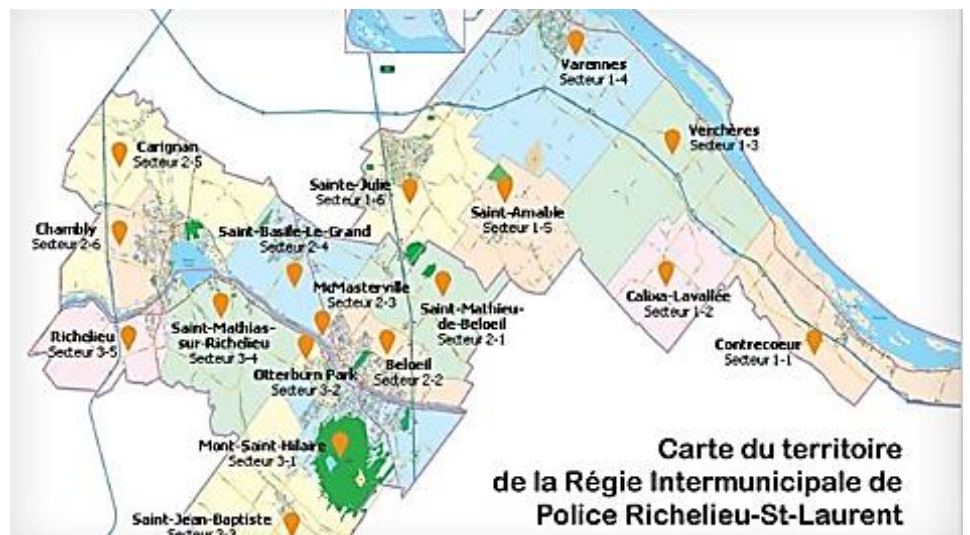 Varennes
Secteur 1-4
Verchères
Secteur 1-3
Carignan
Secteur 2-5
Sainte-Julie
Secteur 1-6
Saint-Amable
Secteur 1-5
Chambly
Secteur 2-6
Saint-Basile-Le-Grand
Secteur 2-4
McMasterville
Secteur 2-3
Saint-Mathieu-
de-Beloeil
Secteur 2-1
Calixa-Lavallée
Secteur 1-2
Richelieu
Secteur 3-5
Saint-Mathias-
sur-Richelieu
Secteur 3-4
Contrecoeur
Secteur 1-1
Otterburn Park
Secteur 3-2
Beloeil
Secteur 2-2
Mont-Saint-Hilaire
Secteur 3-1
Saint-Jean-Baptiste
Secteur 3-3
Carte du territoire
de la Régie Intermunicipale de
Police Richelieu-St-Laurent